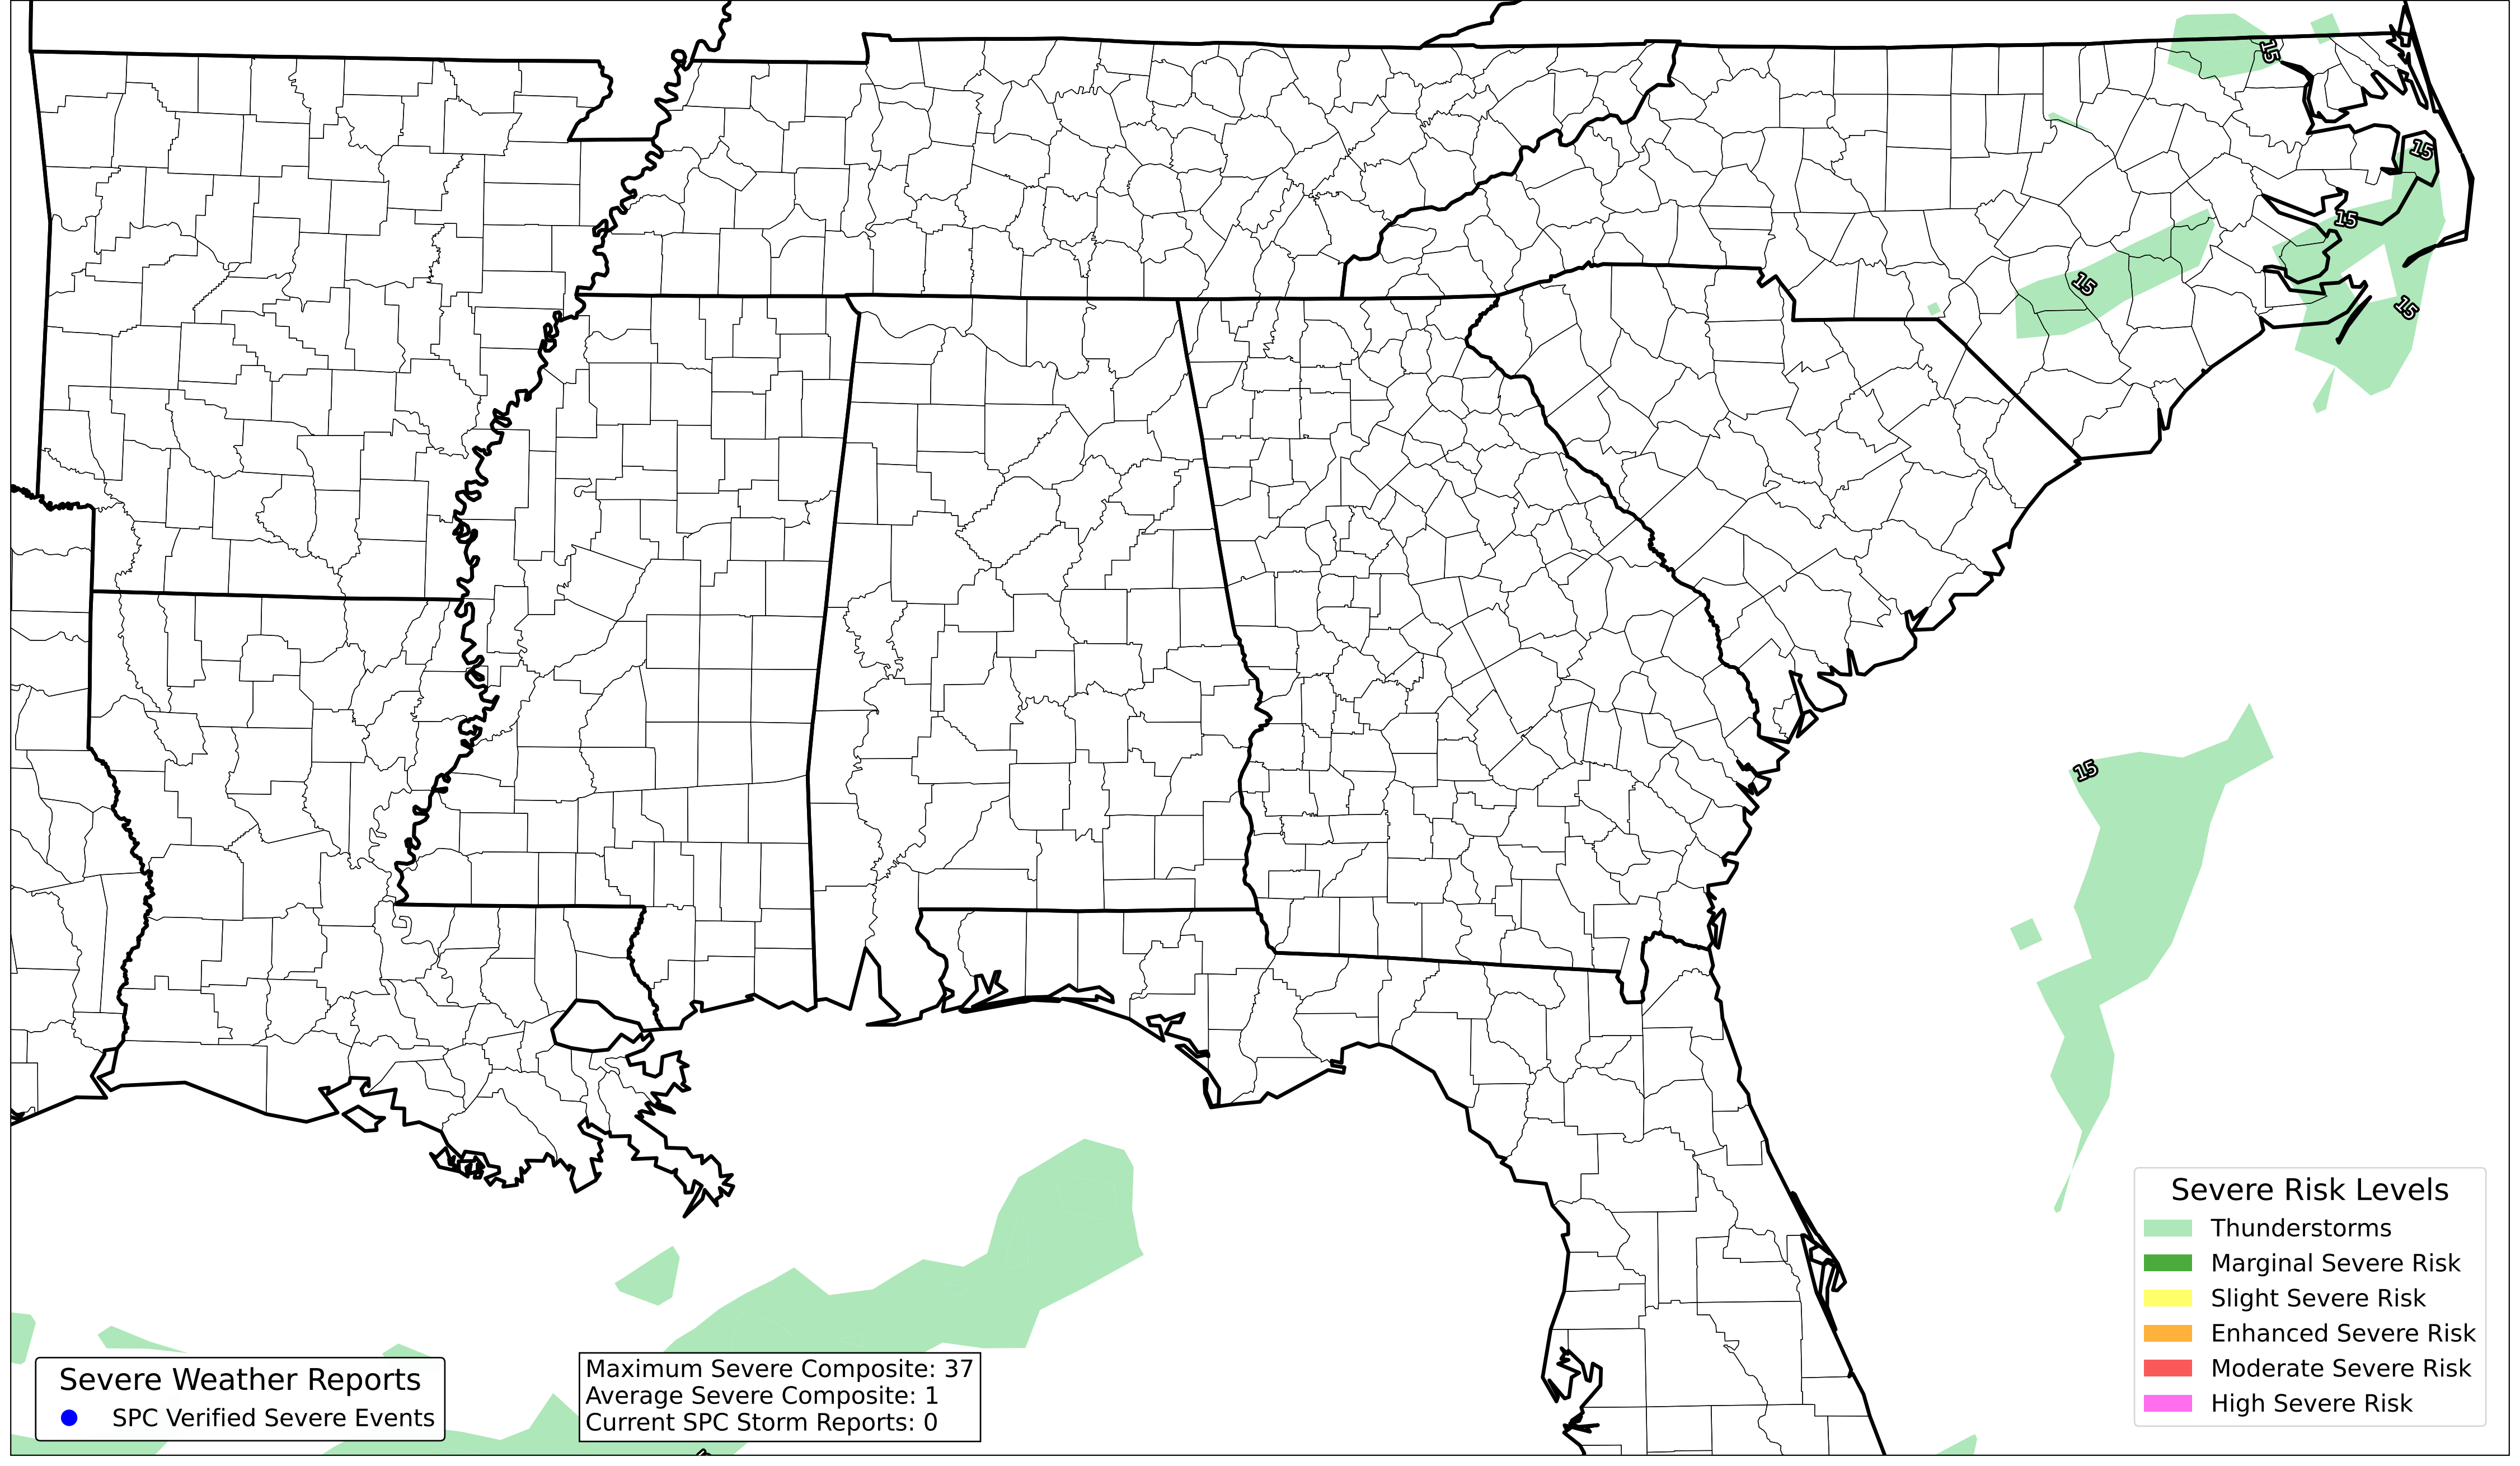 15
15
15
15
15
15
Severe Risk Levels
Thunderstorms
Marginal Severe Risk
Slight Severe Risk
Enhanced Severe Risk
Moderate Severe Risk
High Severe Risk
Severe Weather Reports
SPC Verified Severe Events
Maximum Severe Composite: 37
Average Severe Composite: 1
Current SPC Storm Reports: 0